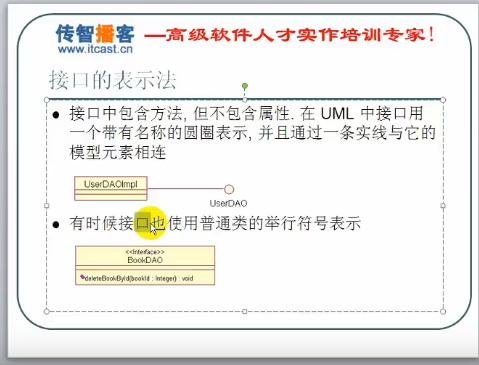 传智播客
www.itcast.cn
—高级软件人才实作培训专家!
接口的表示法
接口中包含方法, 但不包含属性. 在 UML 中接口用
一个带有名称的圆圈表示, 并且通过一条实线与它的
模型元素相连
UserDAOImpl
UserDAO
有时候接口也使用普通类的举行符号表示
<<Interface>>
BookDAO
deleteBookById(bookId : Integer) : void